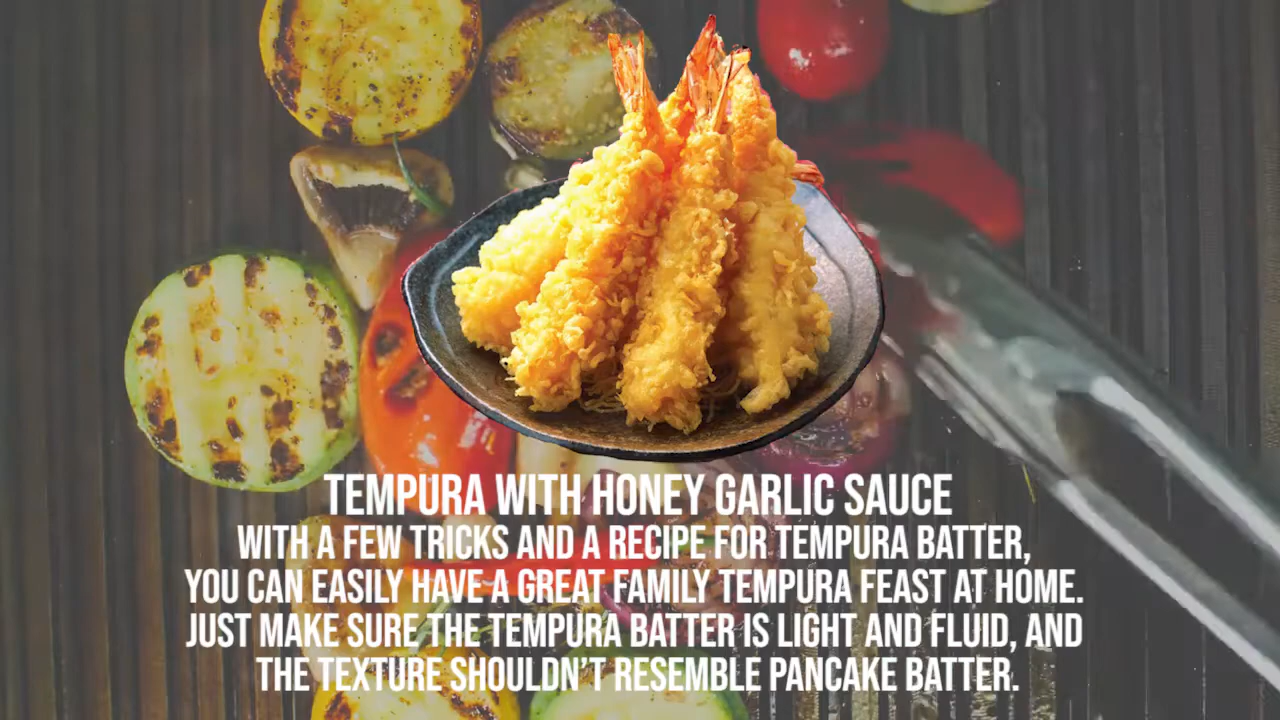 TEMPURA WITH HONEY GARLIC SAUCE
WITH A FEW TRICKS AND A RECIPE FOR TEMPURA BATTER,
YOU CAN EASILY HAVE A GREAT FAMILY TEMPURA FEAST AT HOME.
JUST MAKE SURE THE TEMPURA BATTER IS LIGHT AND FLUID, AND
THE TEXTURE SHOULDN'T RESEMBLE PANCAKE BATTER.